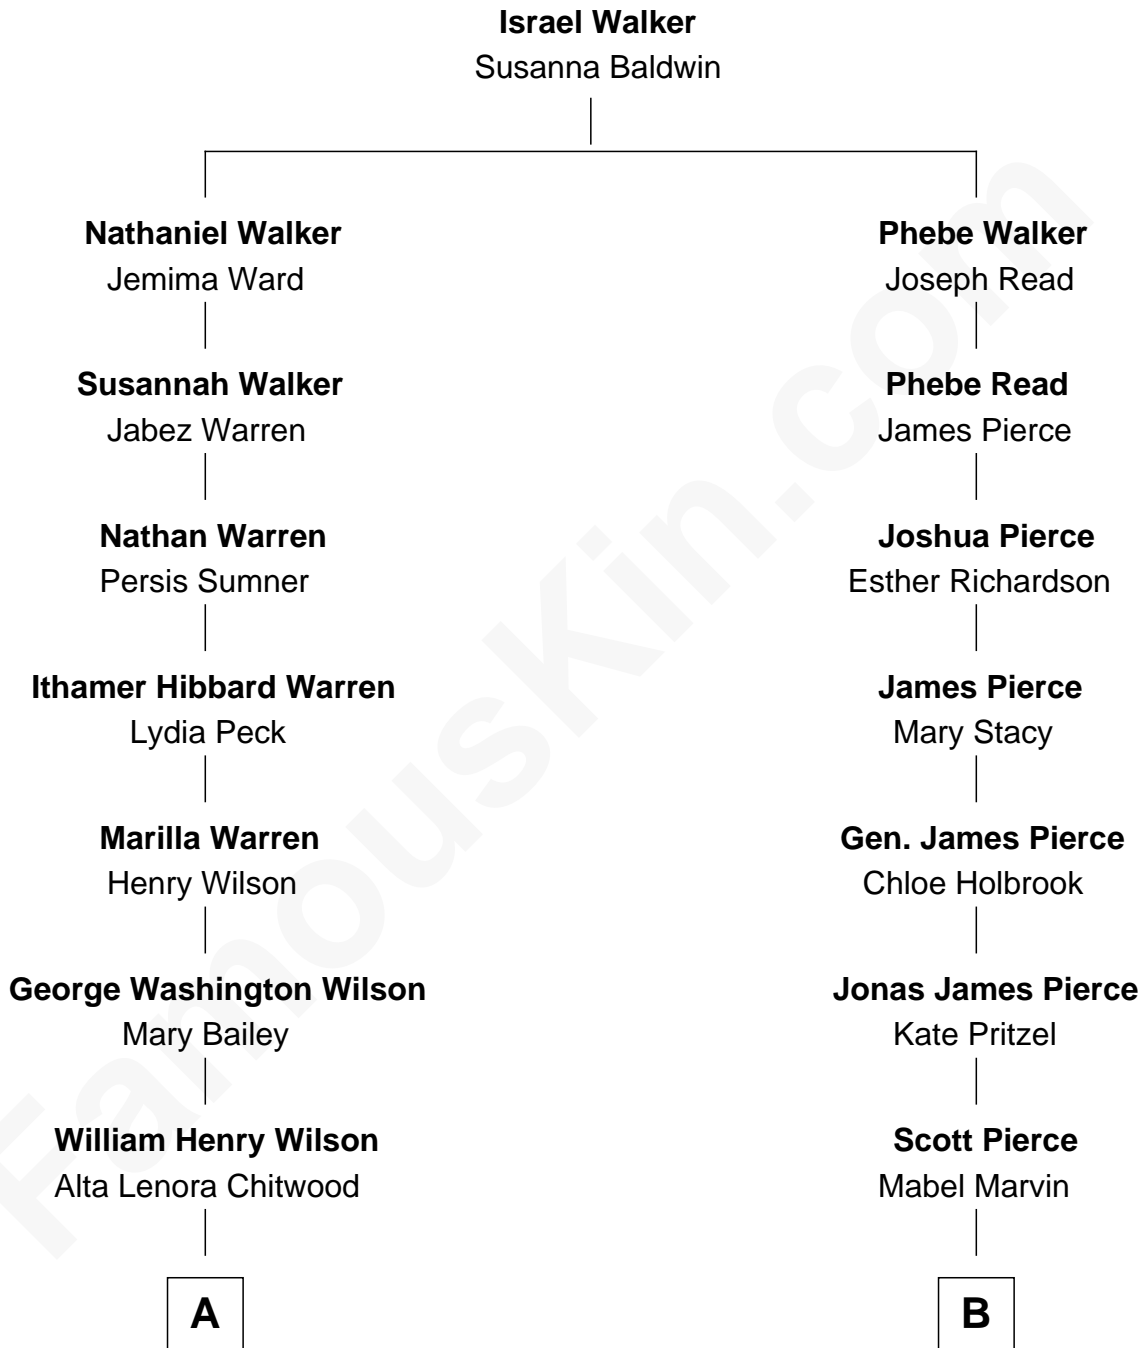 Israel Walker
Susanna Baldwin
Nathaniel Walker
Jemima Ward
Phebe Walker
Joseph Read
Susannah Walker
Jabez Warren
Phebe Read
James Pierce
Nathan Warren
Persis Sumner
Joshua Pierce
Esther Richardson
Ithamer Hibbard Warren
Lydia Peck
James Pierce
Mary Stacy
Marilla Warren
Henry Wilson
Gen. James Pierce
Chloe Holbrook
George Washington Wilson
Mary Bailey
Jonas James Pierce
Kate Pritzel
William Henry Wilson
Alta Lenora Chitwood
Scott Pierce
Mabel Marvin
A
B
FamousKin.com